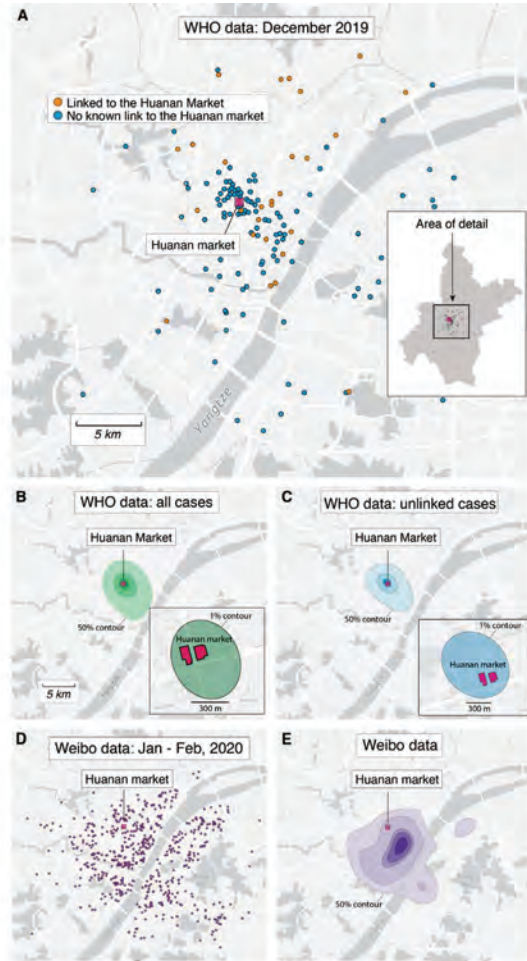 A
WHO data: December 2019
Linked to the Huanan Market
No known link to the Huanan market
Huanan market
Area of detail
Yangtze
5 km
B
WHO data: all cases
Huanan Market
50% contour
1% contour
Huanan market
5 km
300 m
C
WHO data: unlinked cases
Huanan Market
50% contour
1% contour
Huanan market
300 m
D
Weibo data: Jan - Feb, 2020
Huanan market
E
Weibo data
Huanan market
50% contour